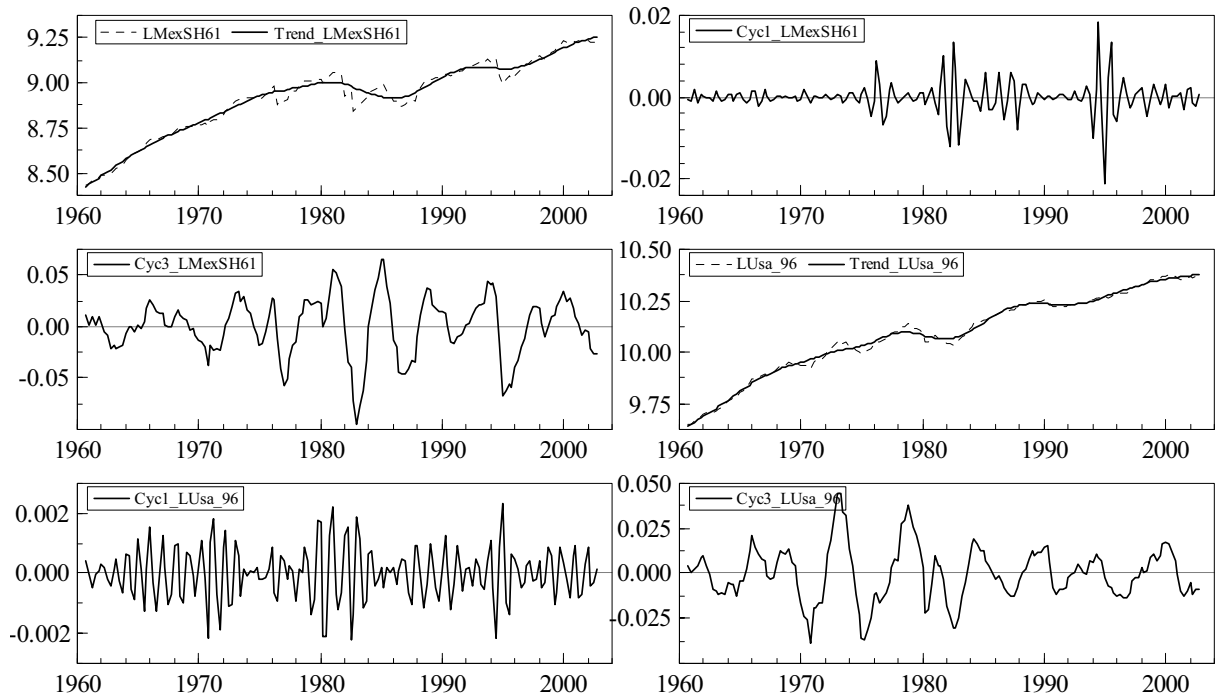 LMexSH61 Trend_LMexSH61
9.25
9.00
8.75
8.50
1960 1970 1980 1990 2000
0.02
Cyc1_LMexSH61
0.00
-0.02
1960 1970 1980 1990 2000
Cyc3_LMexSH61
0.05
0.00
-0.05
1960 1970 1980 1990 2000
10.50
LUsa_96 Trend_LUsa_96
10.25
10.00
9.75
1960 1970 1980 1990 2000
Cyc1_LUsa_96
0.002
0.000
-0.002
1960 1970 1980 1990 2000
0.050
Cyc3_LUsa_96
0.025
0.000
-0.025
1960 1970 1980 1990 2000